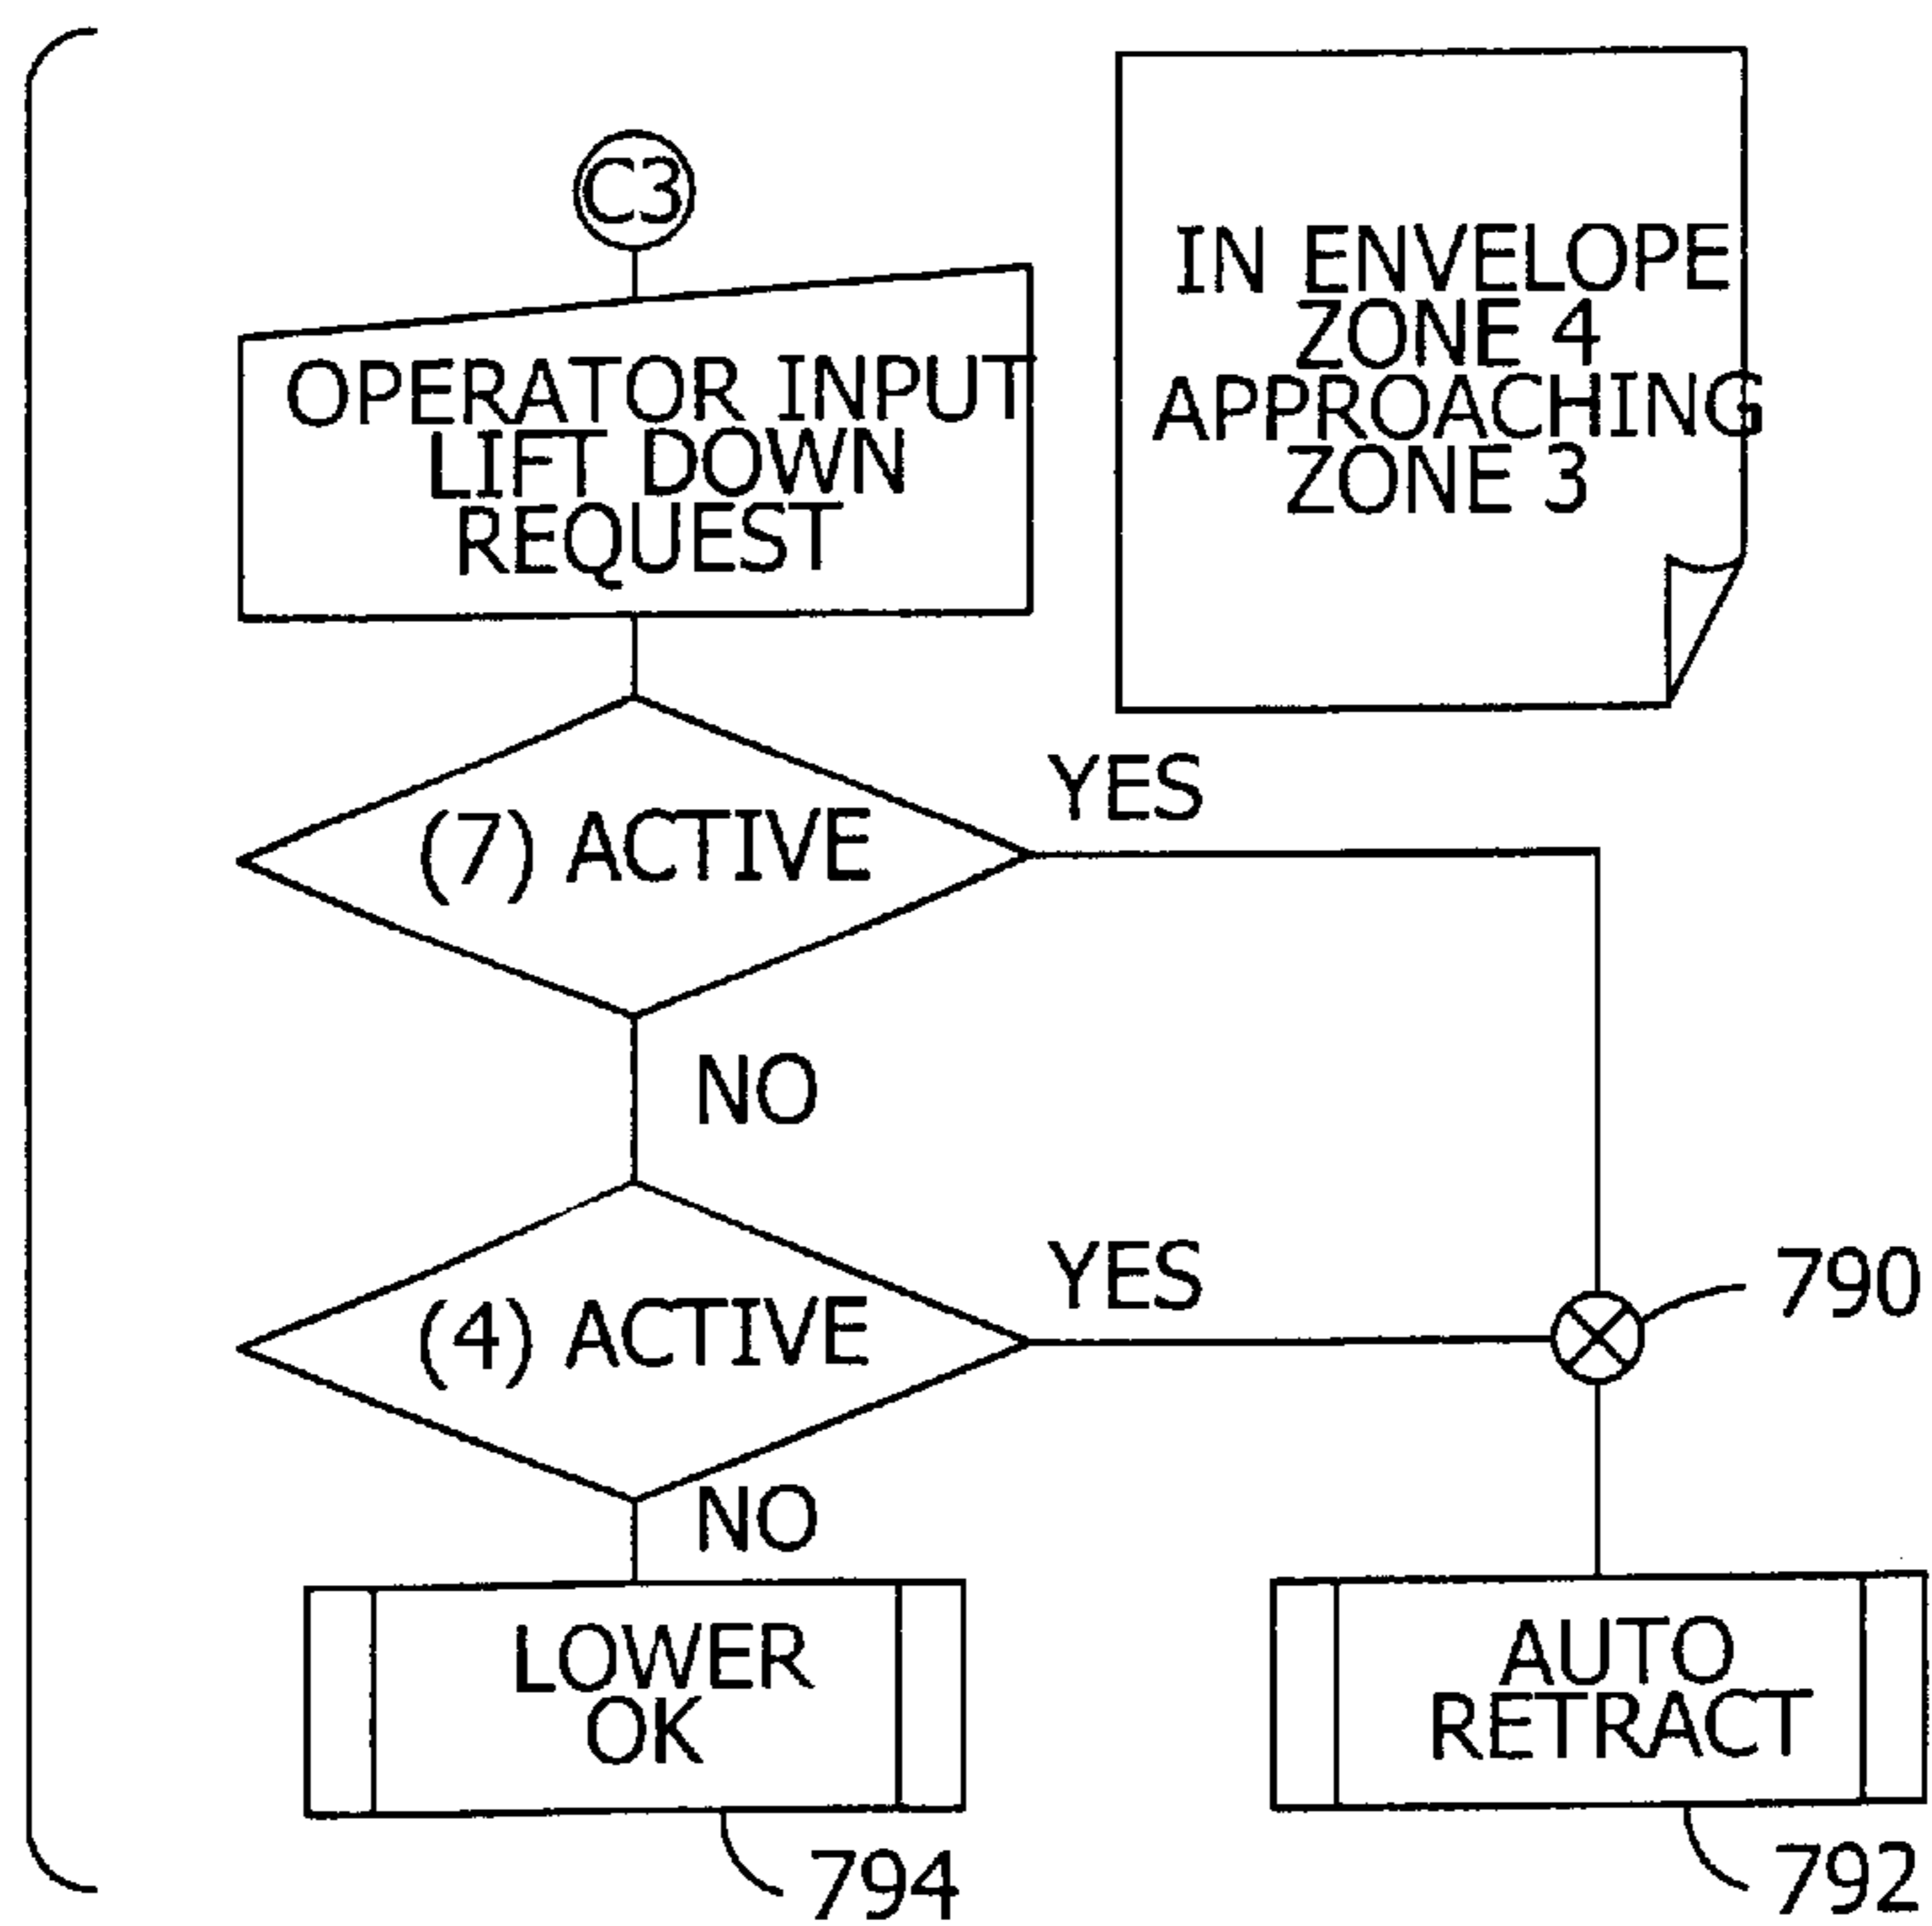 C3
OPERATOR INPUT
LIFT DOWN
REQUEST
IN ENVELOPE
ZONE 4
APPROACHING
ZONE 3
(7) ACTIVE
YES
NO
(4) ACTIVE
YES
790
NO
LOWER
OK
794
AUTO
RETRACT
792